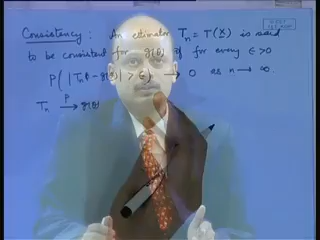 Consistency: An estimator Tn = T(X) is said
to be consistent for g(θ) if for every ε > 0
P( |Tn - g(θ)| > ε ) → 0 as n → ∞.
Tn →p g(θ)